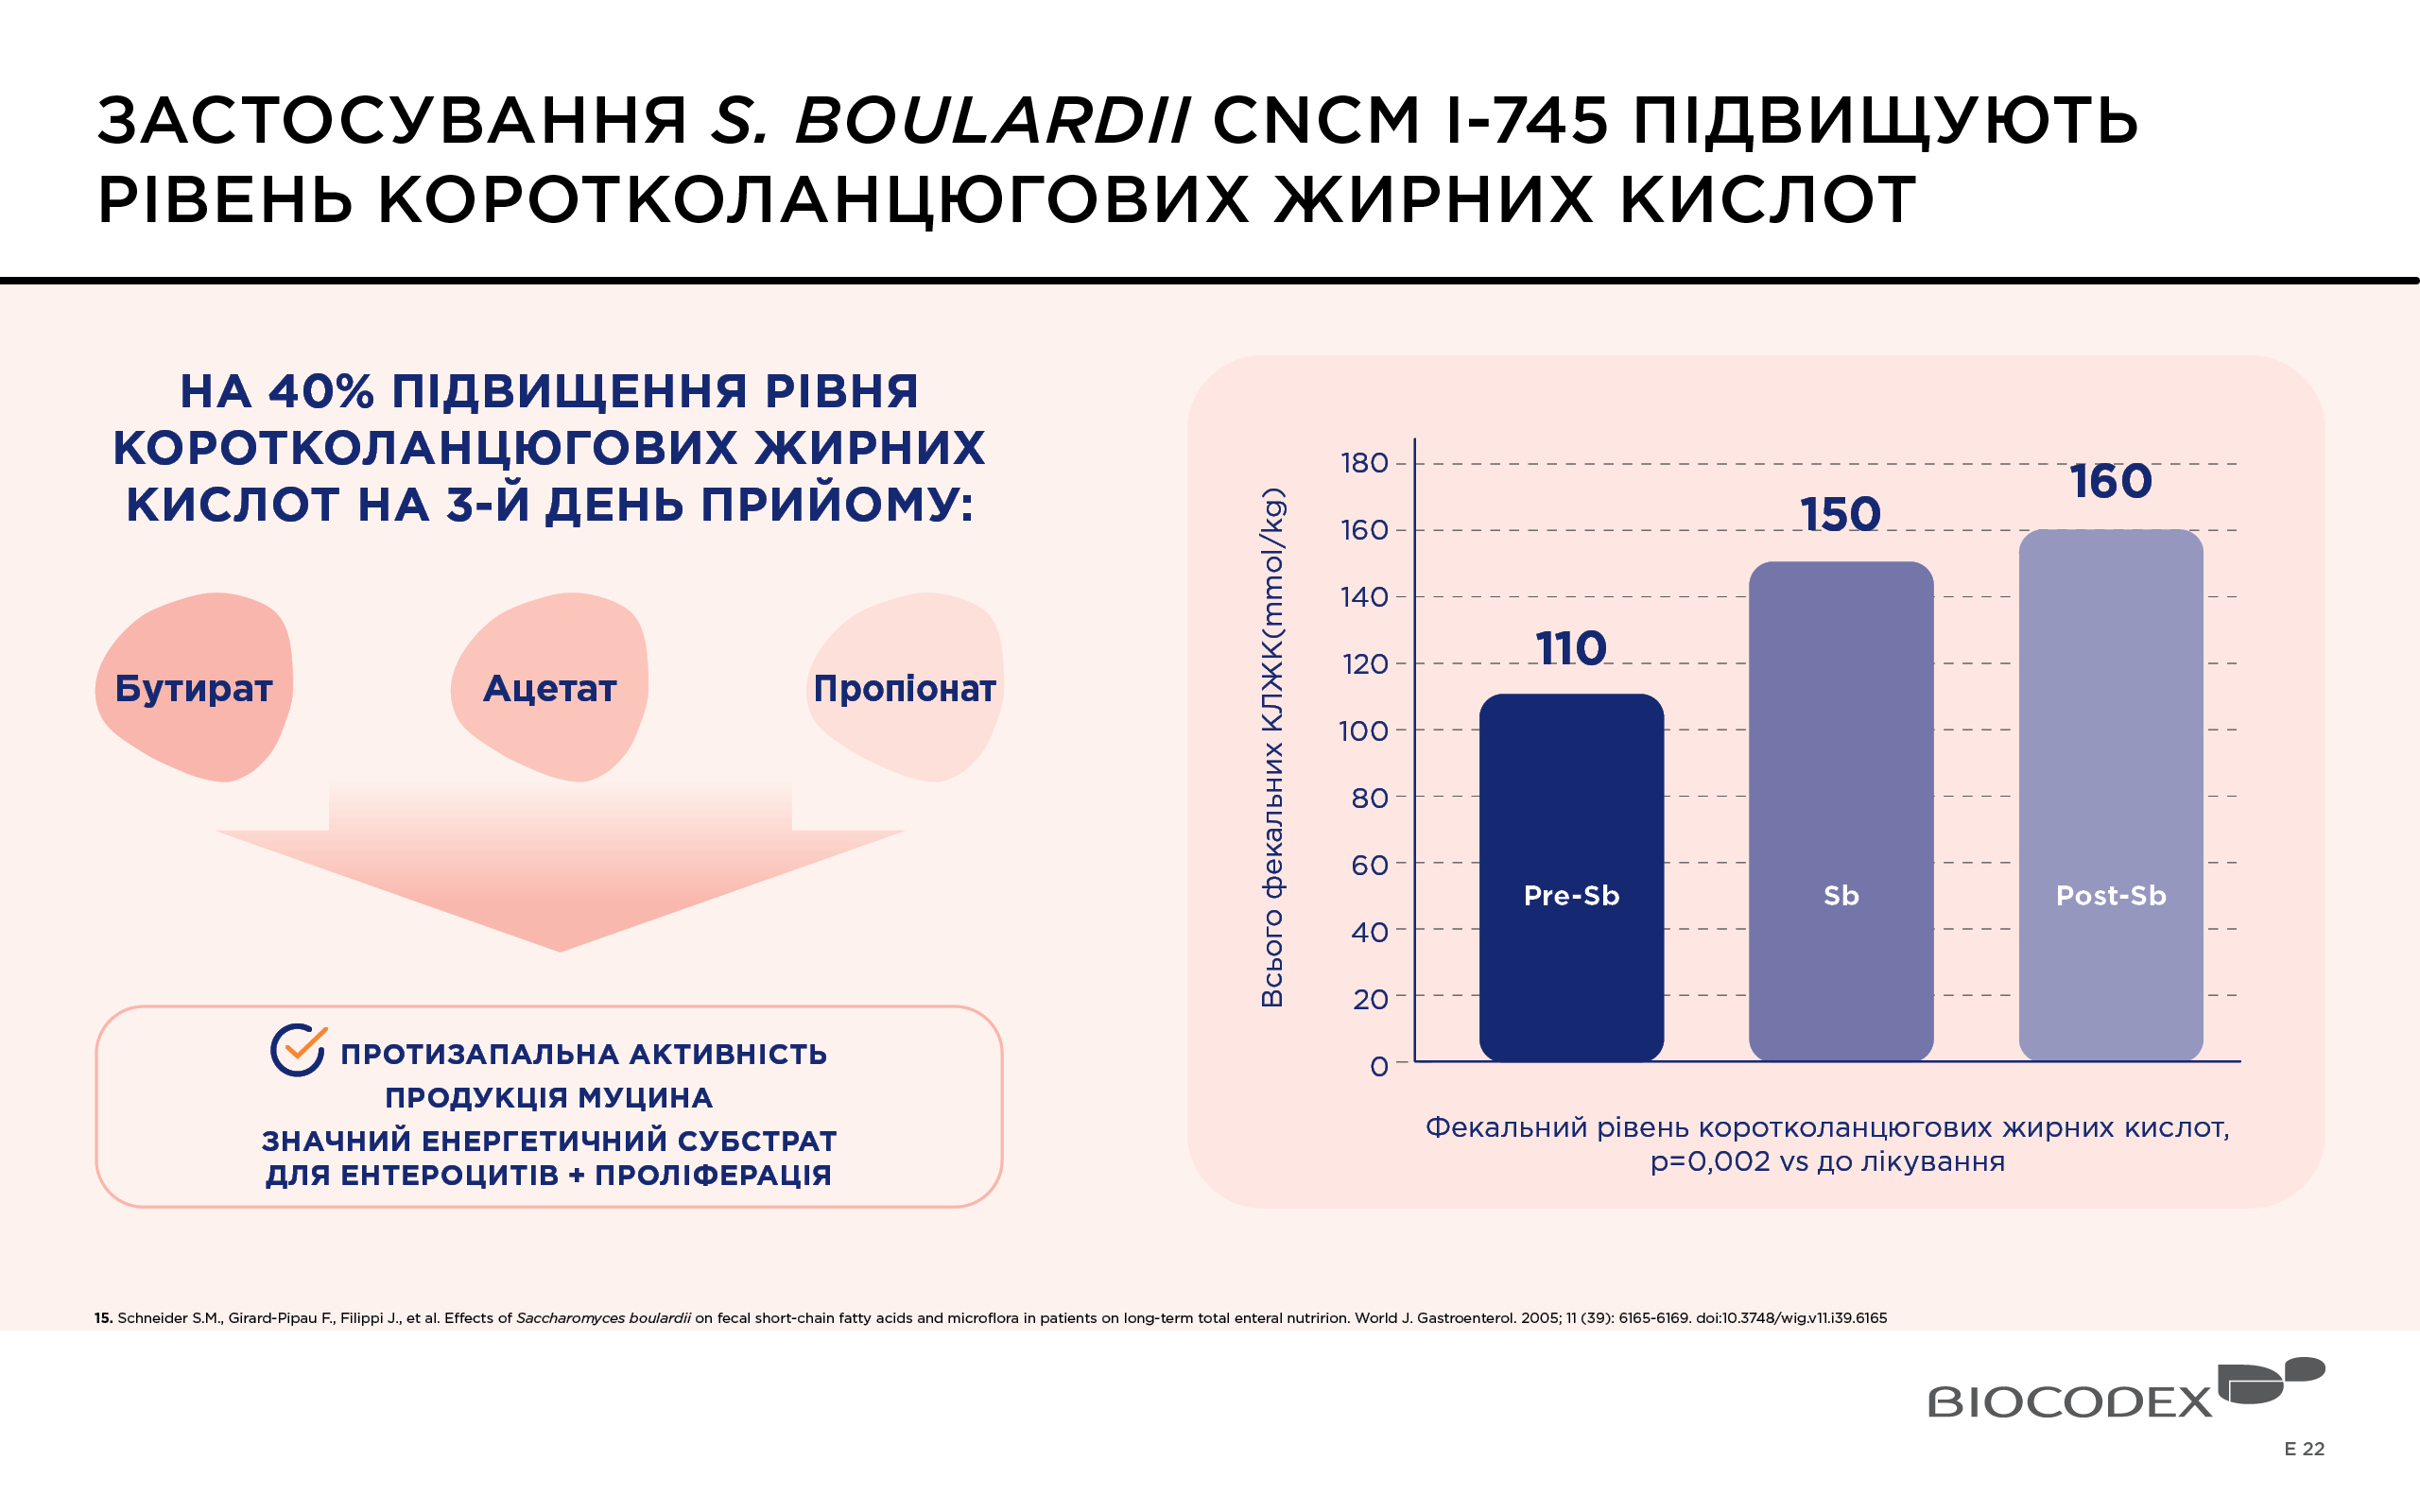 ЗАСТОСУВАННЯ S. BOULARDII CNCM I-745 ПІДВИЩУЮТЬ
РІВЕНЬ КОРОТКОЛАНЦЮГОВИХ ЖИРНИХ КИСЛОТ
НА 40% ПІДВИЩЕННЯ РІВНЯ
КОРОТКОЛАНЦЮГОВИХ ЖИРНИХ
КИСЛОТ НА 3-Й ДЕНЬ ПРИЙОМУ:
Бутират
Ацетат
Пропіонат
ПРОТИЗАПАЛЬНА АКТИВНІСТЬ
ПРОДУКЦІЯ МУЦИНА
ЗНАЧНИЙ ЕНЕРГЕТИЧНИЙ СУБСТРАТ
ДЛЯ ЕНТЕРОЦИТІВ + ПРОЛІФЕРАЦІЯ
Всього фекальних КЛЖК(mmol/kg)
180
160
140
120
100
80
60
40
20
0
110
150
160
Pre-Sb
Sb
Post-Sb
Фекальний рівень коротколанцюгових жирних кислот,
p=0,002 vs до лікування
15. Schneider S.M., Girard-Pipau F., Filippi J., et al. Effects of Saccharomyces boulardii on fecal short-chain fatty acids and microflora in patients on long-term total enteral nutririon. World J. Gastroenterol. 2005; 11 (39): 6165-6169. doi:10.3748/wig.v11.i39.6165
BIOCODEX
E 22